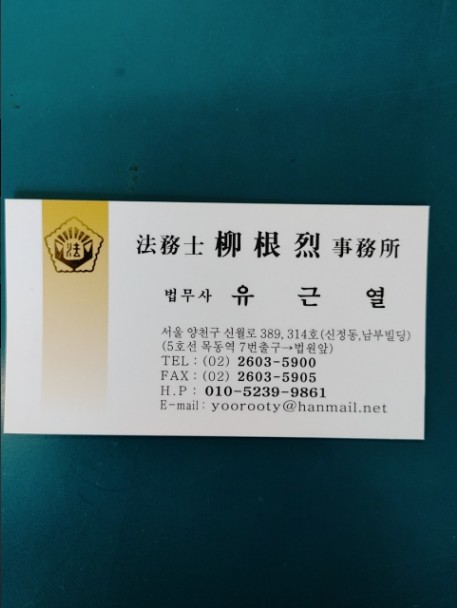 法
法務士 柳根烈 事務所
법무사 유 근 열
서울 양천구 신월로 389, 314호(신정동,남부빌딩)
(5호선 목동역 7번출구→법원앞)
TEL : (02) 2603-5900
FAX : (02) 2603-5905
H.P : 010-5239-9861
E-mail : yoorooty@hanmail.net